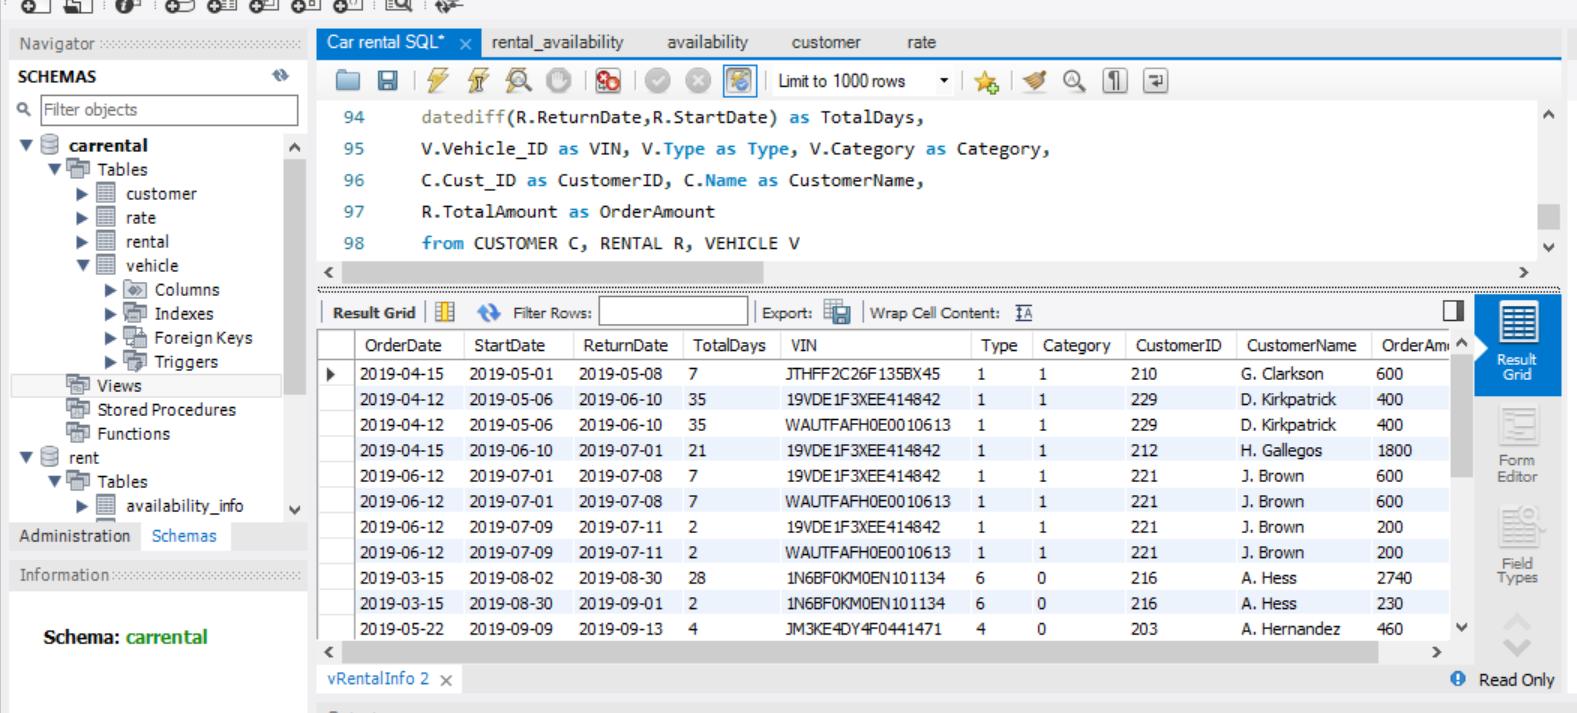 Navigator
SCHEMAS
Filter objects
carrental
Tables
customer
rate
rental
vehicle
Columns
Indexes
Foreign Keys
Triggers
Views
Stored Procedures
Functions
rent
Tables
availability_info
Administration Schemas
Information
Schema: carrental
Car rental SQL* rental_availability availability customer rate
Limit to 1000 rows
94 datediff(R.ReturnDate,R.StartDate) as TotalDays,
95 V.Vehicle_ID as VIN, V.Type as Type, V.Category as Category,
96 C.Cust_ID as CustomerID, C.Name as CustomerName,
97 R.TotalAmount as OrderAmount
98 from CUSTOMER C, RENTAL R, VEHICLE V
Result Grid Filter Rows: Export: Wrap Cell Content: IA
OrderDate StartDate ReturnDate TotalDays VIN Type Category CustomerID CustomerName OrderAm
2019-04-15 2019-05-01 2019-05-08 7 JTHFF2C26F135BX45 1 1 210 G. Clarkson 600
2019-04-12 2019-05-06 2019-06-10 35 19VDE1F3XEE414842 1 1 229 D. Kirkpatrick 400
2019-04-12 2019-05-06 2019-06-10 35 WAUTFAFH0E0010613 1 1 229 D. Kirkpatrick 400
2019-04-15 2019-06-10 2019-07-01 21 19VDE1F3XEE414842 1 1 212 H. Gallegos 1800
2019-06-12 2019-07-01 2019-07-08 7 19VDE1F3XEE414842 1 1 221 J. Brown 600
2019-06-12 2019-07-01 2019-07-08 7 WAUTFAFH0E0010613 1 1 221 J. Brown 600
2019-06-12 2019-07-09 2019-07-11 2 19VDE1F3XEE414842 1 1 221 J. Brown 200
2019-06-12 2019-07-09 2019-07-11 2 WAUTFAFH0E0010613 1 1 221 J. Brown 200
2019-03-15 2019-08-02 2019-08-30 28 1N6BF0KM0EN101134 6 0 216 A. Hess 2740
2019-03-15 2019-08-30 2019-09-01 2 1N6BF0KM0EN101134 6 0 216 A. Hess 230
2019-05-22 2019-09-09 2019-09-13 4 JM3KE4DY4F0441471 4 0 203 A. Hernandez 460
Result
Grid
Form
Editor
Field
Types
vRentalInfo 2
Read Only